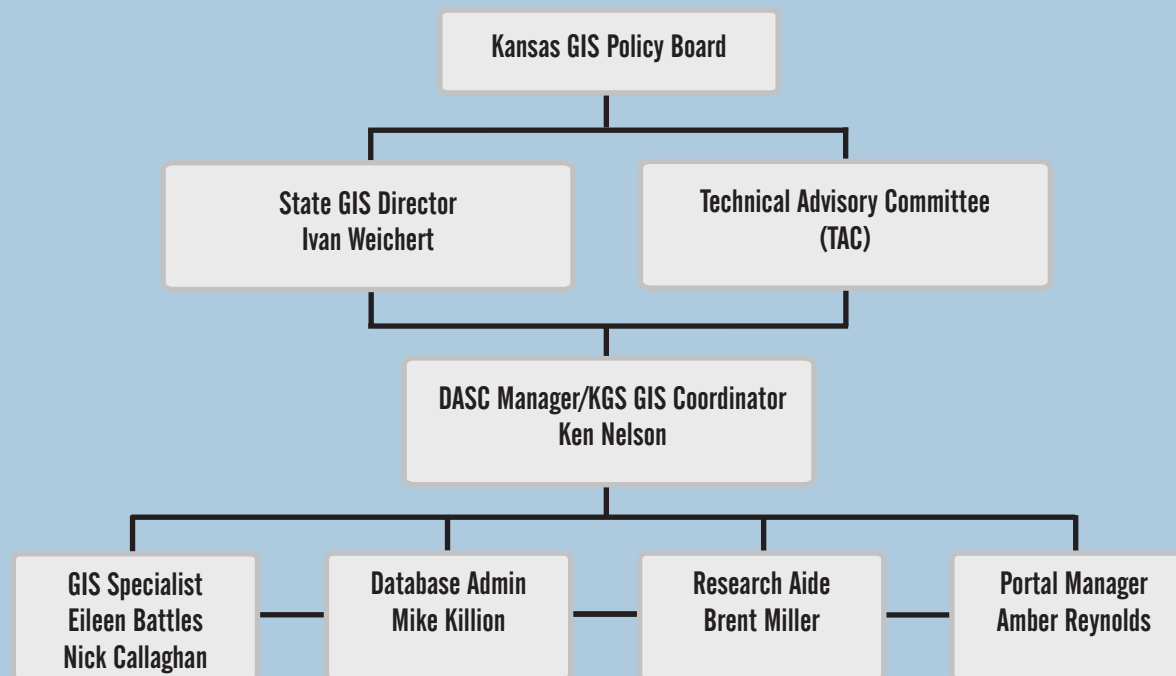 Kansas GIS Policy Board
State GIS Director
Ivan Weichert
Technical Advisory Committee
(TAC)
DASC Manager/KGS GIS Coordinator
Ken Nelson
GIS Specialist
Eileen Battles
Nick Callaghan
Database Admin
Mike Killion
Research Aide
Brent Miller
Portal Manager
Amber Reynolds